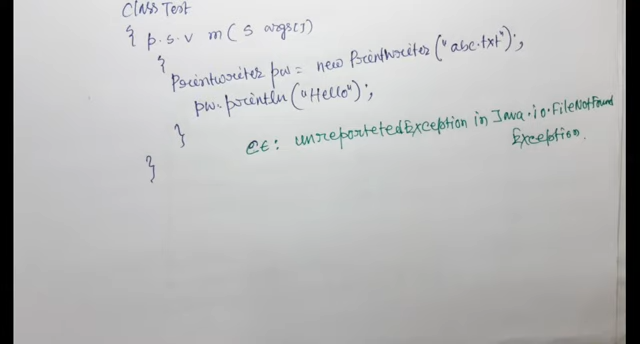 Class Test
{ p.s.v m( S args[])
{
Printwriter pw = new PrintWriter("abc.txt");
pw.println("Hello");
}
CE: unreportetedException in Java.io.FileNotFound
Exception.
}